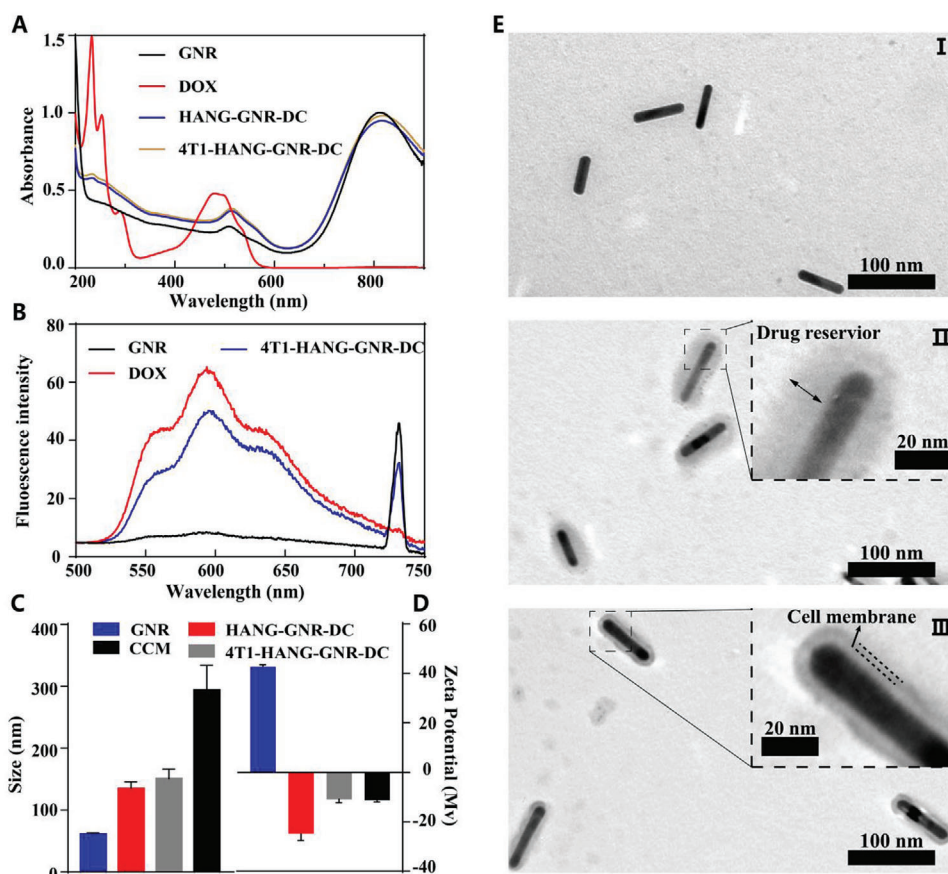 A
1.5
1.0
0.5
0.0
Absorbance
GNR
DOX
HANG-GNR-DC
4T1-HANG-GNR-DC
200 400 600 800
Wavelength (nm)
B
80
60
40
20
0
Fluoescence intensity
GNR
DOX
4T1-HANG-GNR-DC
500 550 600 650 700 750
Wavelength (nm)
C
400
300
200
100
0
Size (nm)
GNR
CCM
HANG-GNR-DC
4T1-HANG-GNR-DC
D
60
40
20
0
-20
-40
Zeta Potential (Mv)
E
I
100 nm
II
Drug reservior
20 nm
100 nm
III
Cell membrane
20 nm
100 nm